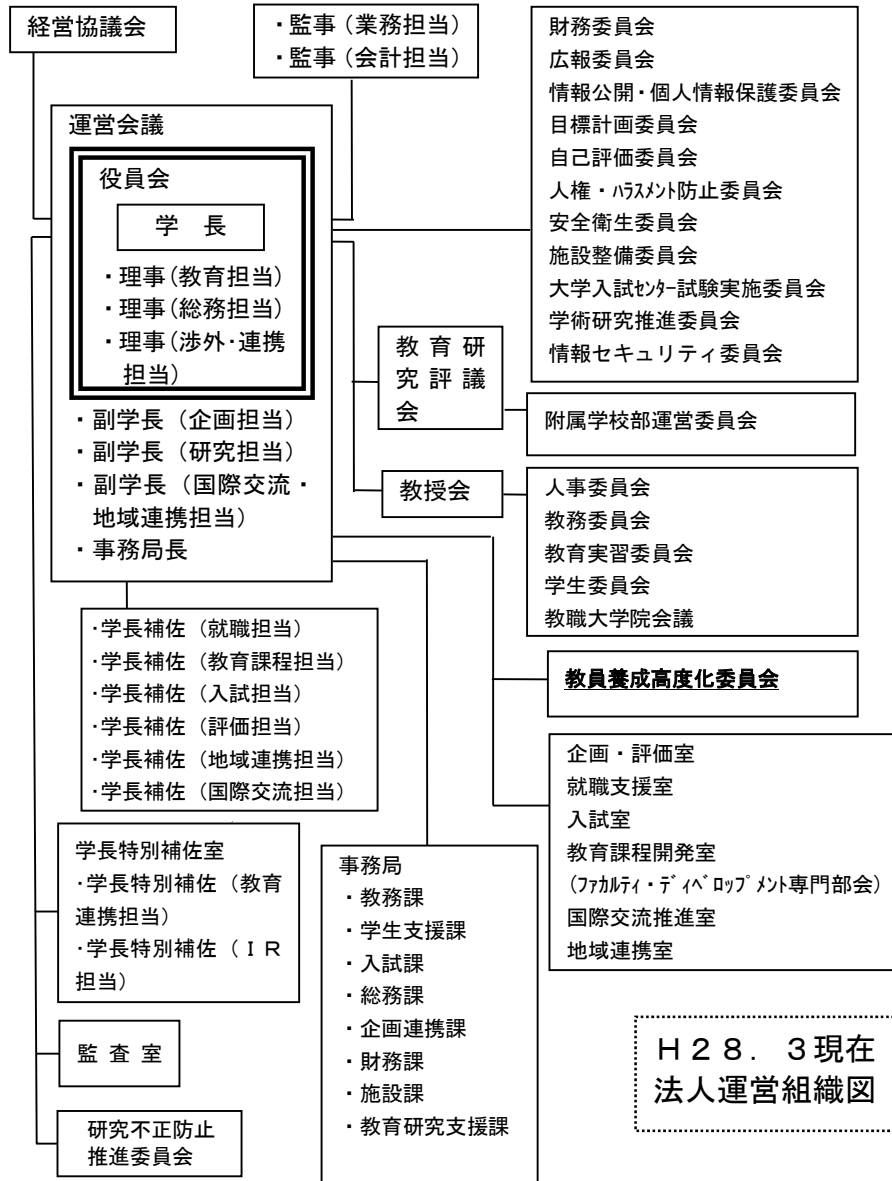 経営協議会
・監事（業務担当）
・監事（会計担当）
財務委員会
広報委員会
情報公開・個人情報保護委員会
目標計画委員会
自己評価委員会
人権・ﾊﾗｽﾒﾝﾄ防止委員会
安全衛生委員会
施設整備委員会
大学入試ｾﾝﾀｰ試験実施委員会
学術研究推進委員会
情報セキュリティ委員会
運営会議
役員会
学　長
・理事（教育担当）
・理事（総務担当）
・理事（渉外・連携
担当）
・副学長（企画担当）
・副学長（研究担当）
・副学長（国際交流・
地域連携担当）
・事務局長
教育研
究評議
会
附属学校部運営委員会
教授会
人事委員会
教務委員会
教育実習委員会
学生委員会
教職大学院会議
教員養成高度化委員会
・学長補佐（就職担当）
・学長補佐（教育課程担当）
・学長補佐（入試担当）
・学長補佐（評価担当）
・学長補佐（地域連携担当）
・学長補佐（国際交流担当）
企画・評価室
就職支援室
入試室
教育課程開発室
（ﾌｧｶﾙﾃｨ・ﾃﾞｨﾍﾞﾛｯﾌﾟﾒﾝﾄ専門部会）
国際交流推進室
地域連携室
学長特別補佐室
・学長特別補佐（教育
連携担当）
・学長特別補佐（ＩＲ
担当）
事務局
・教務課
・学生支援課
・入試課
・総務課
・企画連携課
・財務課
・施設課
・教育研究支援課
監査室
研究不正防止
推進委員会
Ｈ２８．３現在
法人運営組織図